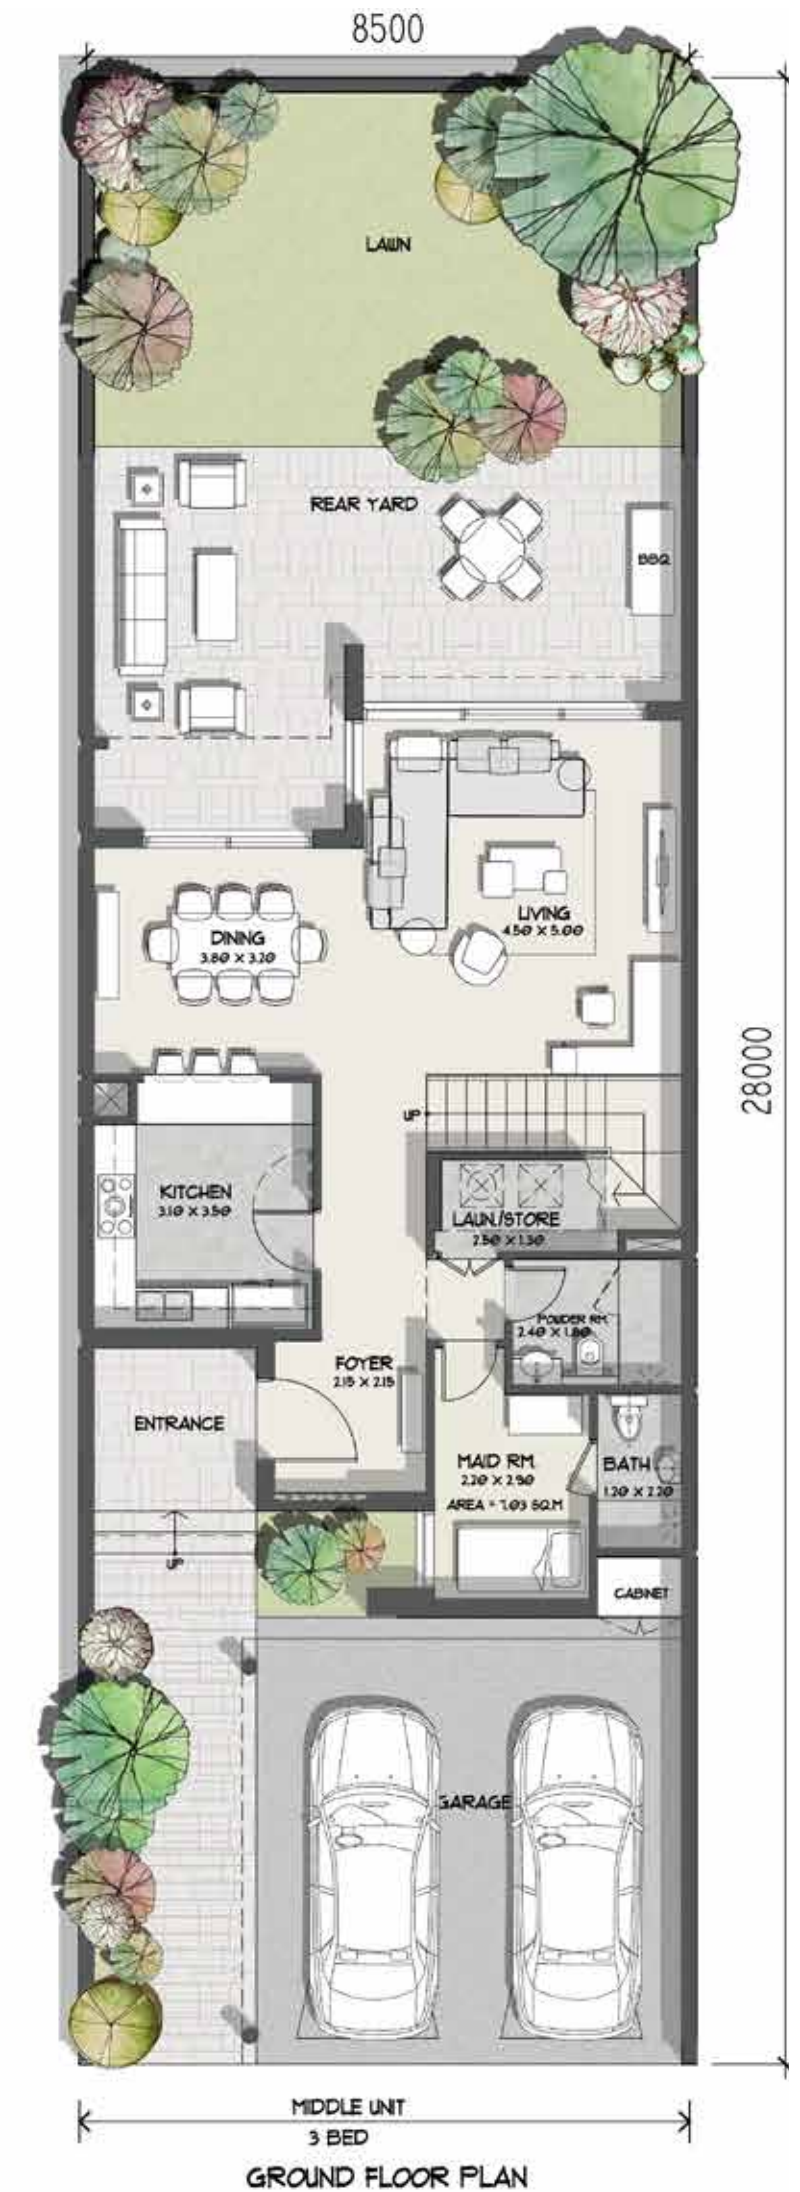 8500
LAWN
REAR YARD
BBQ
LIVING
4.50 X 5.00
DINING
3.80 X 3.20
28000
UP
KITCHEN
3.10 X 3.50
LAUN./STORE
2.50 X 1.30
POWDER RM.
2.40 X 1.80
FOYER
2.15 X 2.15
ENTRANCE
MAID RM.
2.20 X 2.90
AREA = 7.03 SQ.M
BATH
1.20 X 2.20
UP
CABINET
GARAGE
MIDDLE UNIT
3 BED
GROUND FLOOR PLAN